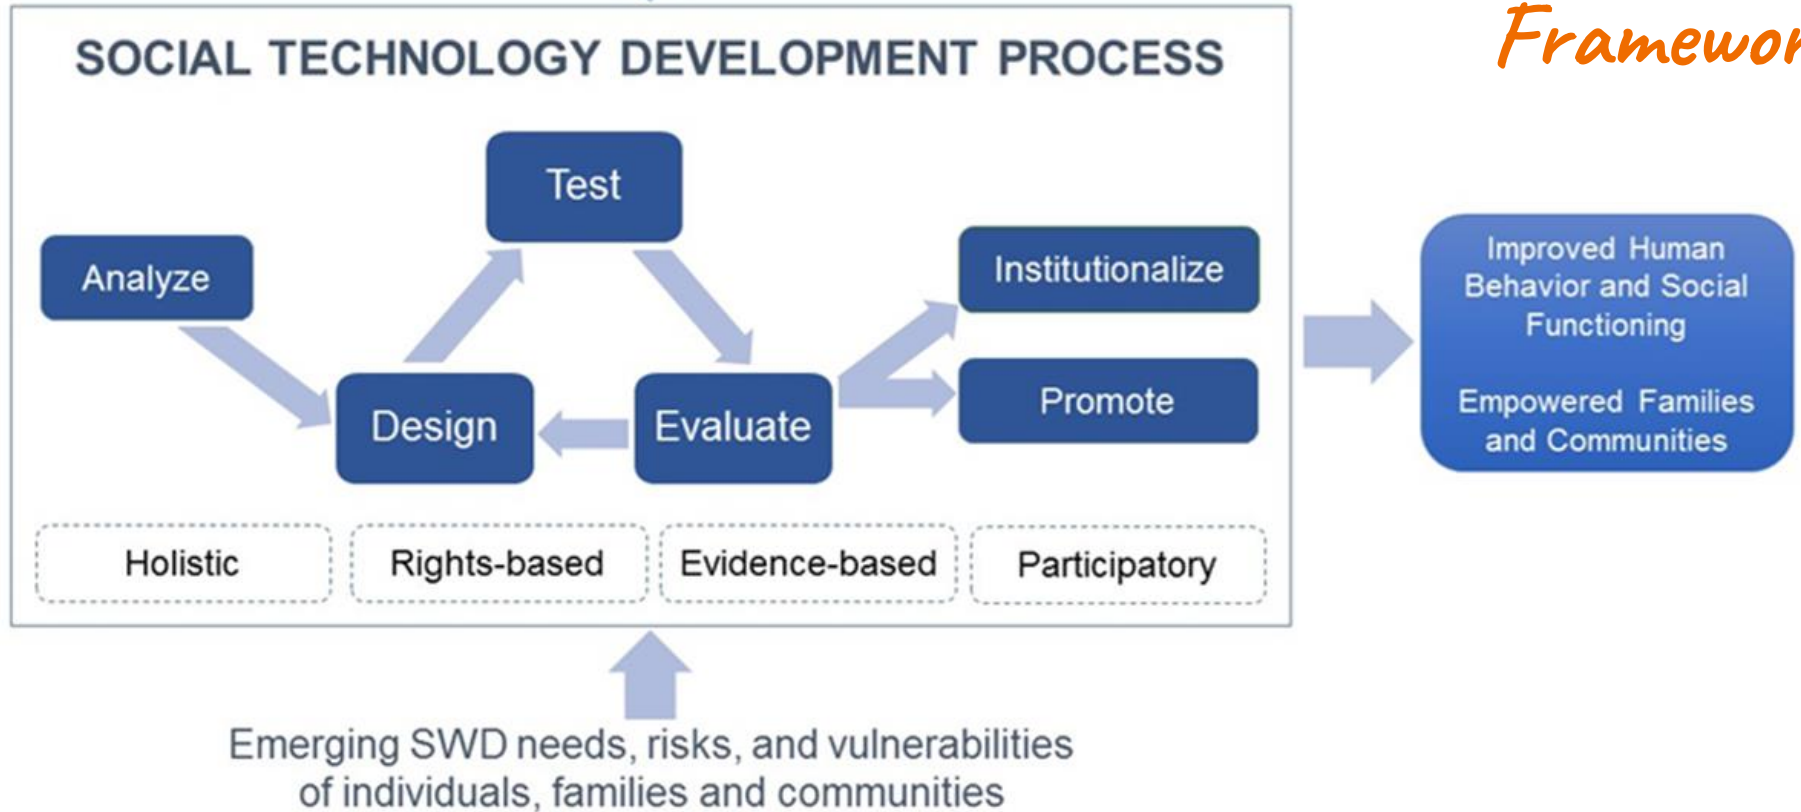 SOCIAL TECHNOLOGY DEVELOPMENT PROCESS
Test
Analyze
Institutionalize
Design
Evaluate
Promote
Holistic
Rights-based
Evidence-based
Participatory
Improved Human
Behavior and Social
Functioning
Empowered Families
and Communities
Emerging SWD needs, risks, and vulnerabilities
of individuals, families and communities